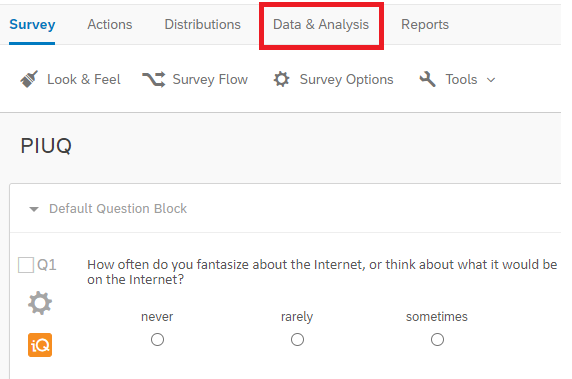 Survey Actions Distributions Data & Analysis Reports
Look & Feel Survey Flow Survey Options Tools
PIUQ
Default Question Block
Q1
How often do you fantasize about the Internet, or think about what it would be
on the Internet?
never rarely sometimes
iQ